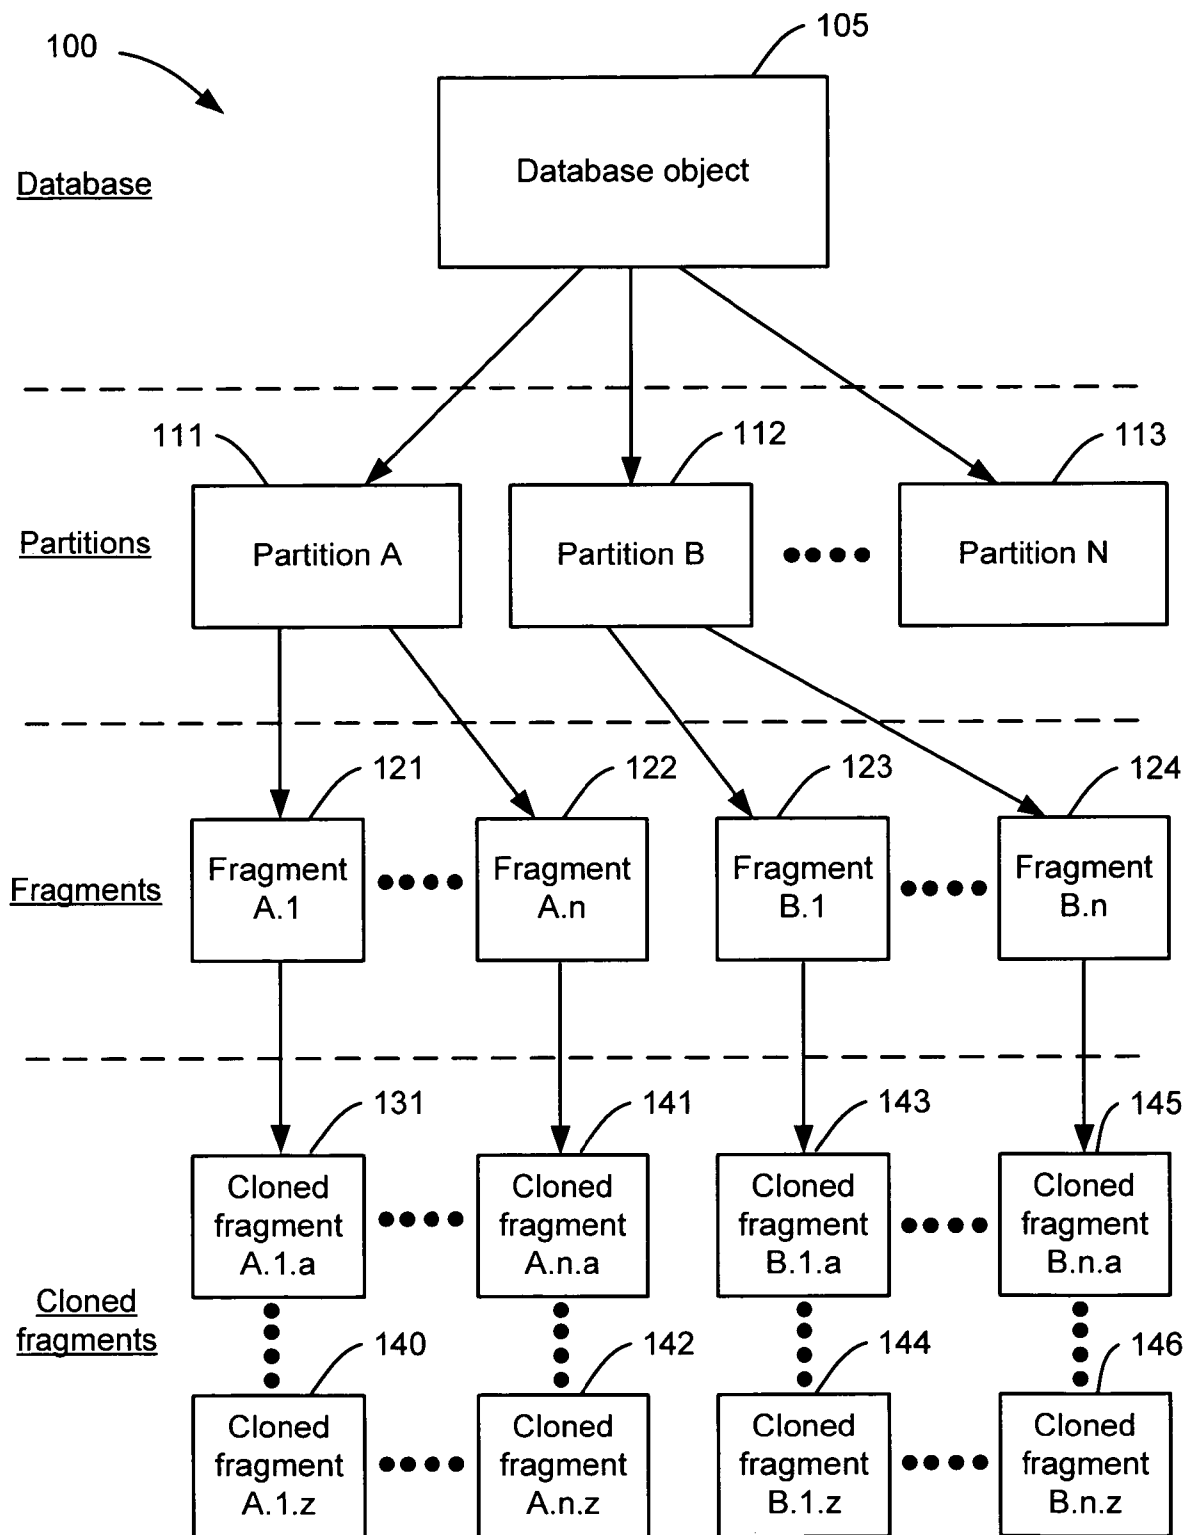 105
100
Database object
Database
111
112
113
Partitions
Partition A
Partition B
Partition N
121
122
123
124
Fragments
Fragment
A.1
Fragment
A.n
Fragment
B.1
Fragment
B.n
131
141
143
145
Cloned
fragment
A.1.a
Cloned
fragment
A.n.a
Cloned
fragment
B.1.a
Cloned
fragment
B.n.a
Cloned
fragments
140
142
144
146
Cloned
fragment
A.1.z
Cloned
fragment
A.n.z
Cloned
fragment
B.1.z
Cloned
fragment
B.n.z